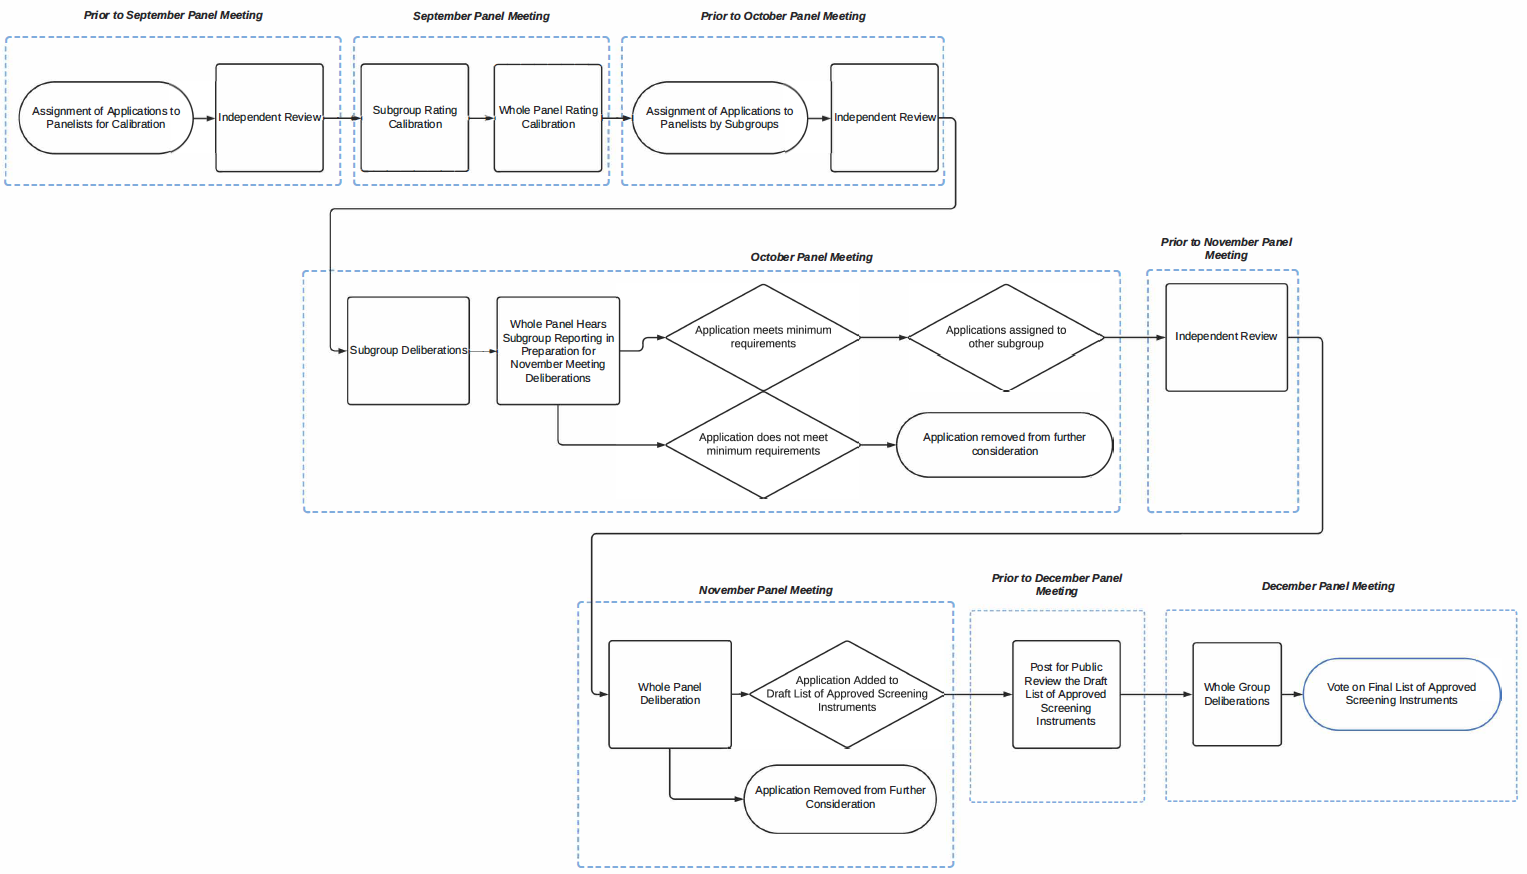 Prior to September Panel Meeting
September Panel Meeting
Prior to October Panel Meeting
Assignment of Applications to
Panelists for Calibration
Independent Review
Subgroup Rating
Calibration
Whole Panel Rating
Calibration
Assignment of Applications to
Panelists by Subgroups
Independent Review
October Panel Meeting
Prior to November Panel
Meeting
Subgroup Deliberations
Whole Panel Hears
Subgroup Reporting in
Preparation for
November Meeting
Deliberations
Application meets minimum
requirements
Applications assigned to
other subgroup
Independent Review
Application does not meet
minimum requirements
Application removed from further
consideration
November Panel Meeting
Prior to December Panel
Meeting
December Panel Meeting
Whole Panel
Deliberation
Application Added to
Draft List of Approved Screening
Instruments
Post for Public
Review the Draft
List of Approved
Screening
Instruments
Whole Group
Deliberations
Vote on Final List of Approved
Screening Instruments
Application Removed from Further
Consideration